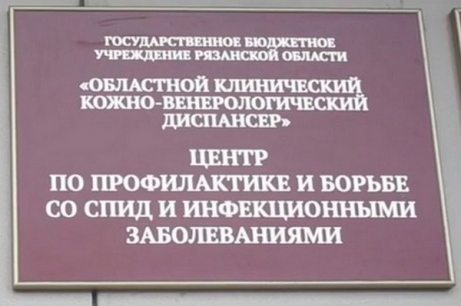 ГОСУДАРСТВЕННОЕ БЮДЖЕТНОЕ
УЧРЕЖДЕНИЕ РЯЗАНСКОЙ ОБЛАСТИ
«ОБЛАСТНОЙ КЛИНИЧЕСКИЙ
КОЖНО-ВЕНЕРОЛОГИЧЕСКИЙ
ДИСПАНСЕР»
ЦЕНТР
ПО ПРОФИЛАКТИКЕ И БОРЬБЕ
СО СПИД И ИНФЕКЦИОННЫМИ
ЗАБОЛЕВАНИЯМИ